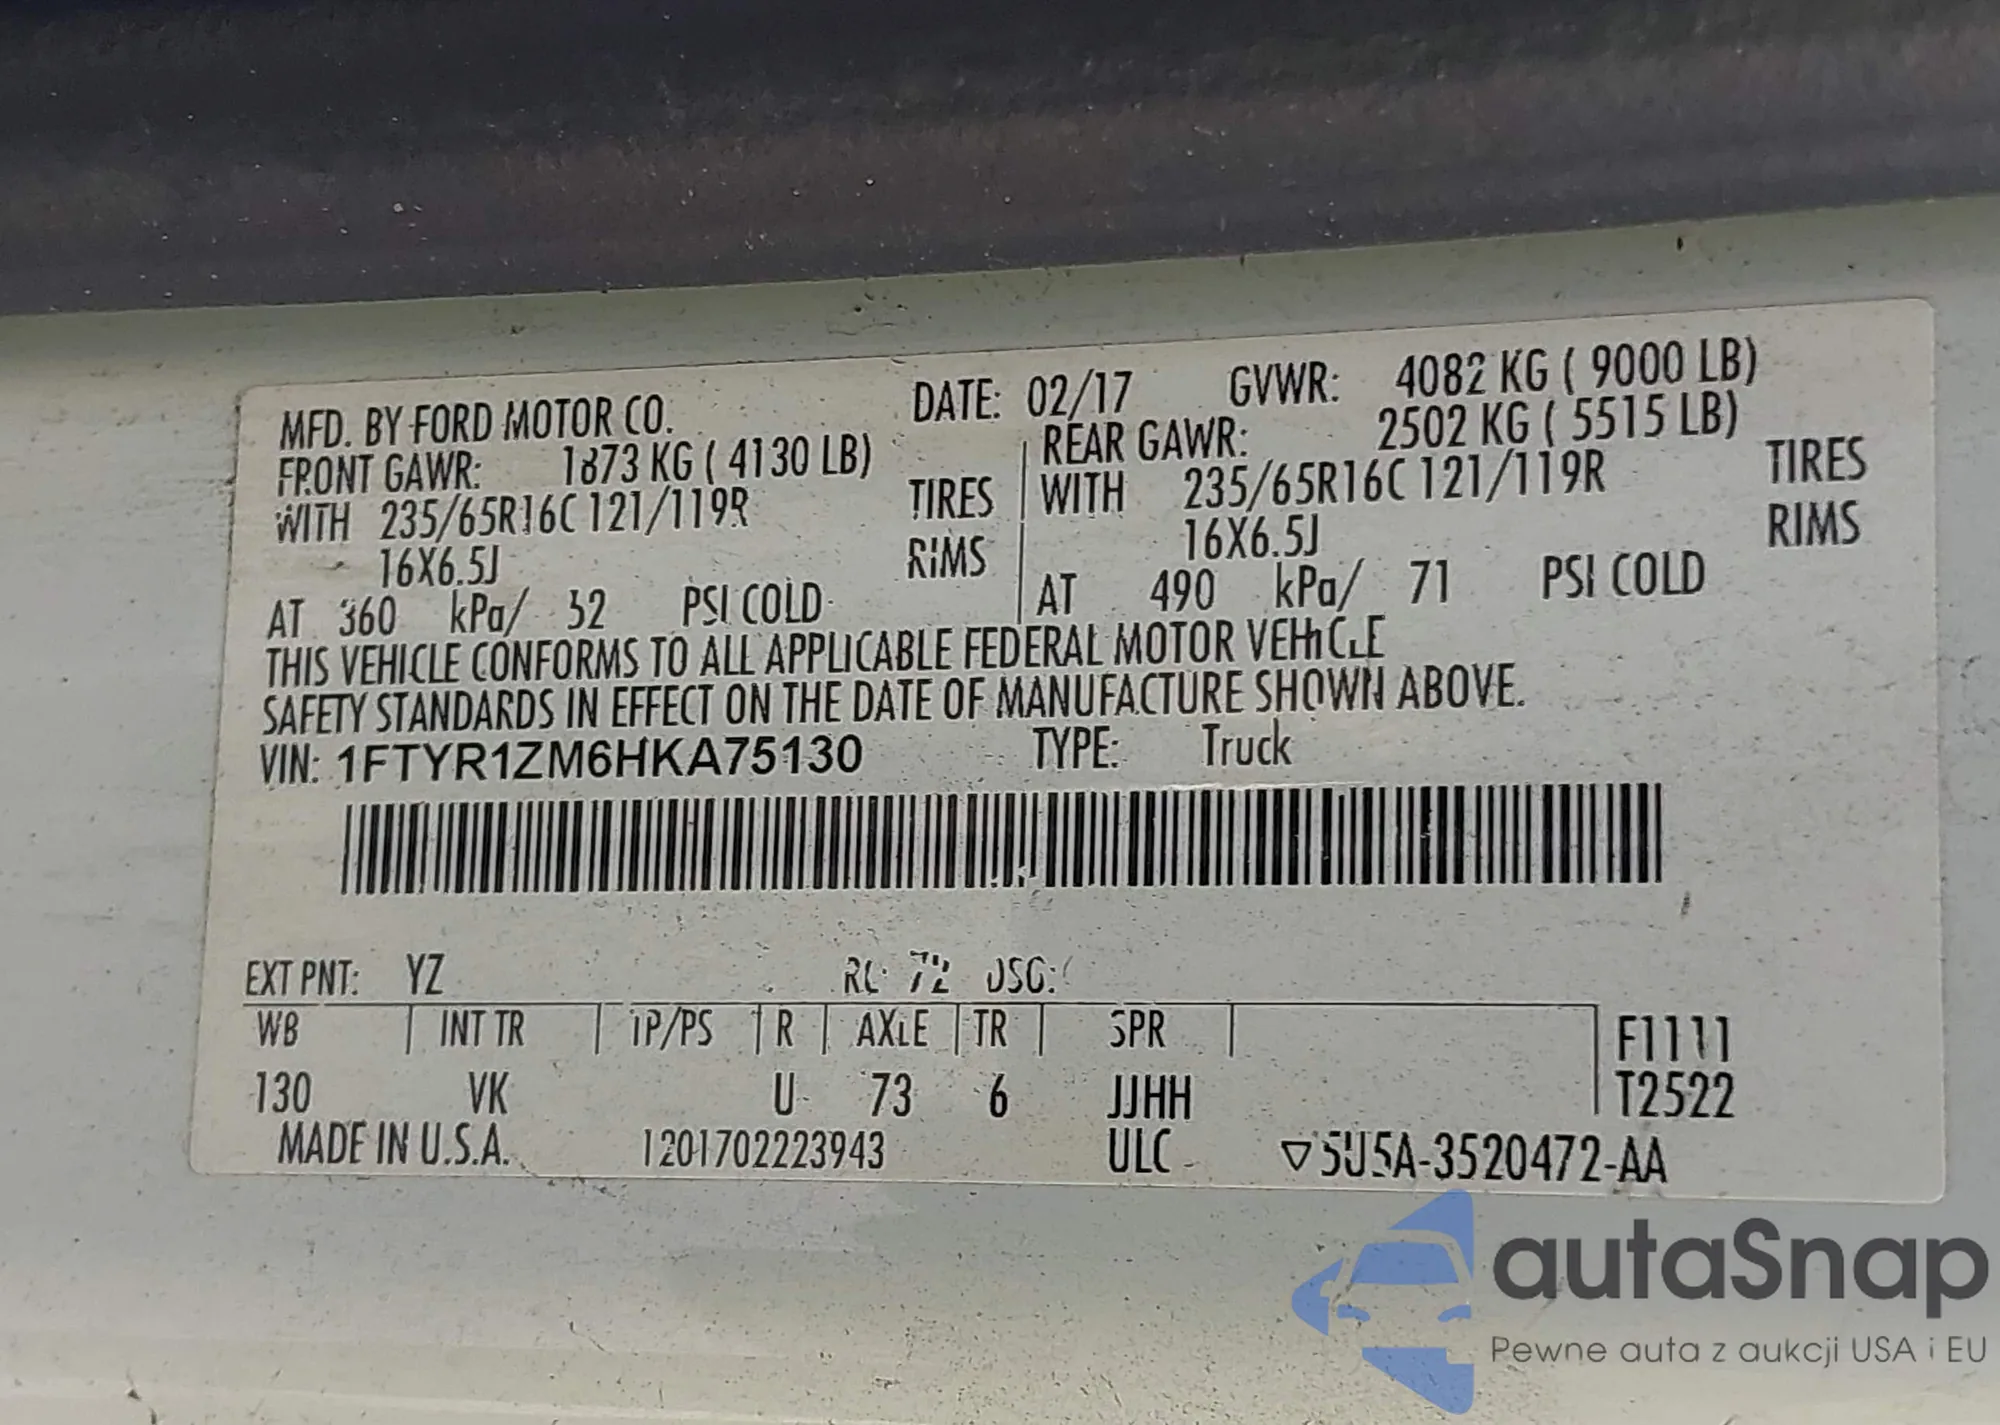 MFD. BY FORD MOTOR CO. DATE: 02/17 GVWR: 4082 KG ( 9000 LB)
FRONT GAWR: 1873 KG ( 4130 LB) REAR GAWR: 2502 KG ( 5515 LB)
WITH 235/65R16C 121/119R TIRES WITH 235/65R16C 121/119R TIRES
16X6.5J RIMS 16X6.5J RIMS
AT 360 kPa/ 52 PSI COLD AT 490 kPa/ 71 PSI COLD
THIS VEHICLE CONFORMS TO ALL APPLICABLE FEDERAL MOTOR VEHICLE
SAFETY STANDARDS IN EFFECT ON THE DATE OF MANUFACTURE SHOWN ABOVE.
VIN: 1FTYR1ZM6HKA75130 TYPE: Truck
EXT PNT: YZ RC: 72 DSO:
WB INT TR TP/PS R AXLE TR SPR F1111
130 VK U 73 6 JJHH T2522
MADE IN U.S.A. 1201702223943 ULC ▽5U5A-3520472-AA
autaSnap
Pewne auta z aukcji USA i EU